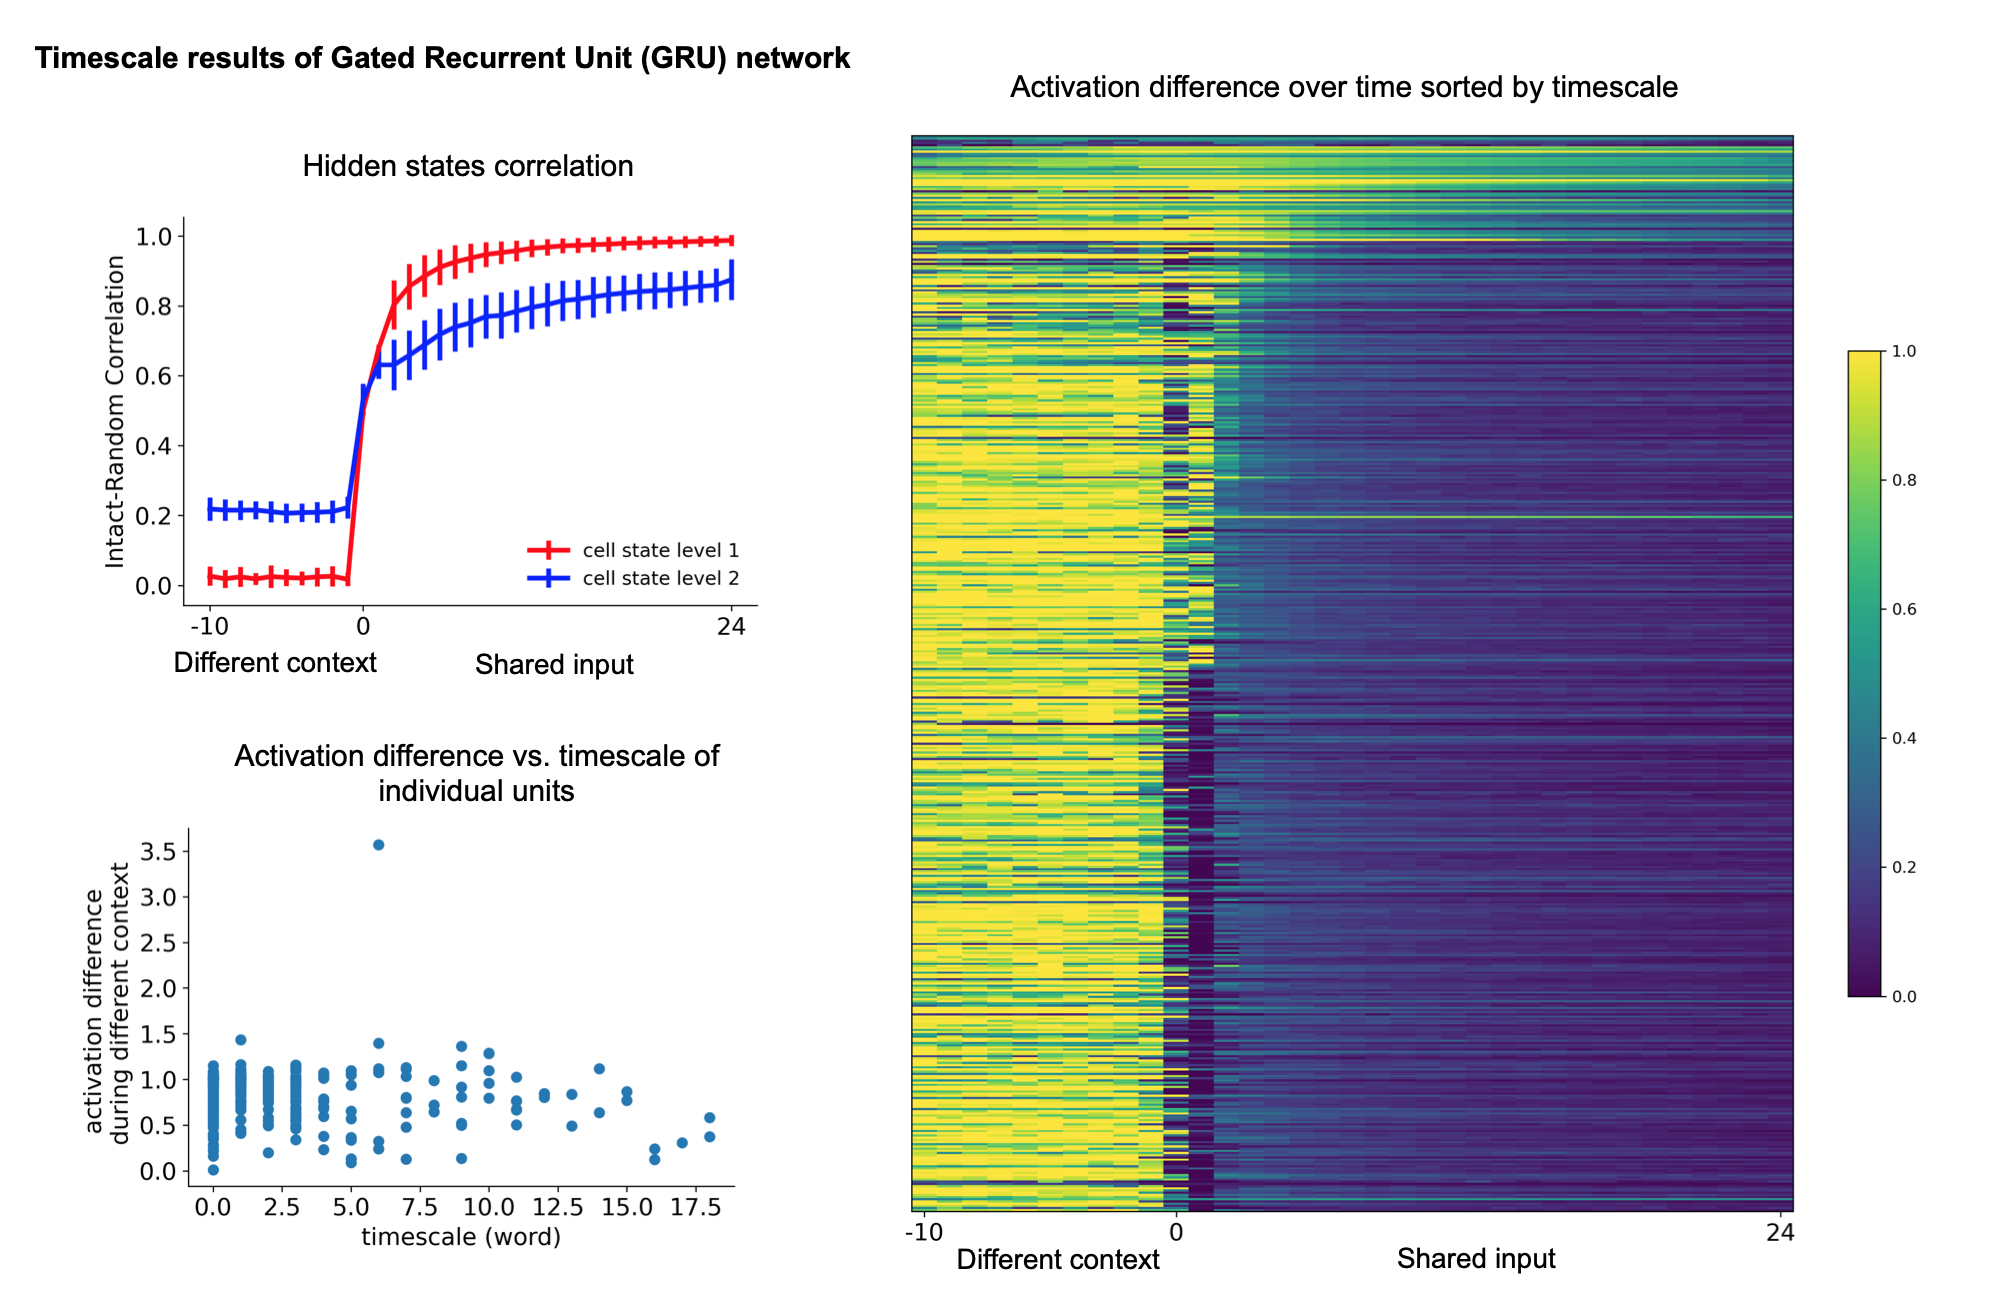 Timescale results of Gated Recurrent Unit (GRU) network
Hidden states correlation
Intact-Random Correlation
1.0
0.8
0.6
0.4
0.2
0.0
cell state level 1
cell state level 2
-10
0
24
Different context
Shared input
Activation difference vs. timescale of
individual units
activation difference
during different context
3.5
3.0
2.5
2.0
1.5
1.0
0.5
0.0
0.0
2.5
5.0
7.5
10.0
12.5
15.0
17.5
timescale (word)
Activation difference over time sorted by timescale
-10
0
24
Different context
Shared input
1.0
0.8
0.6
0.4
0.2
0.0